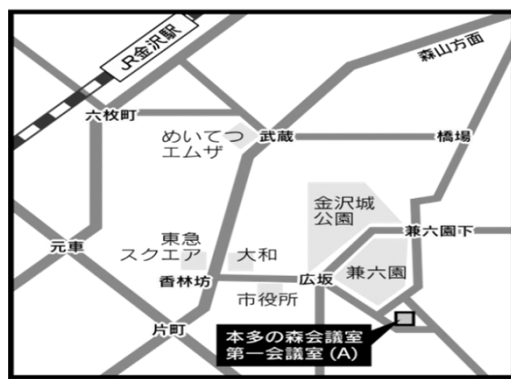 JR金沢駅
森山方面
六枚町
めいてつ
エムザ
武蔵
橋場
金沢城
公園
兼六園下
元車
東急
スクエア
大和
香林坊
市役所
広坂
兼六園
片町
本多の森会議室
第一会議室(A)